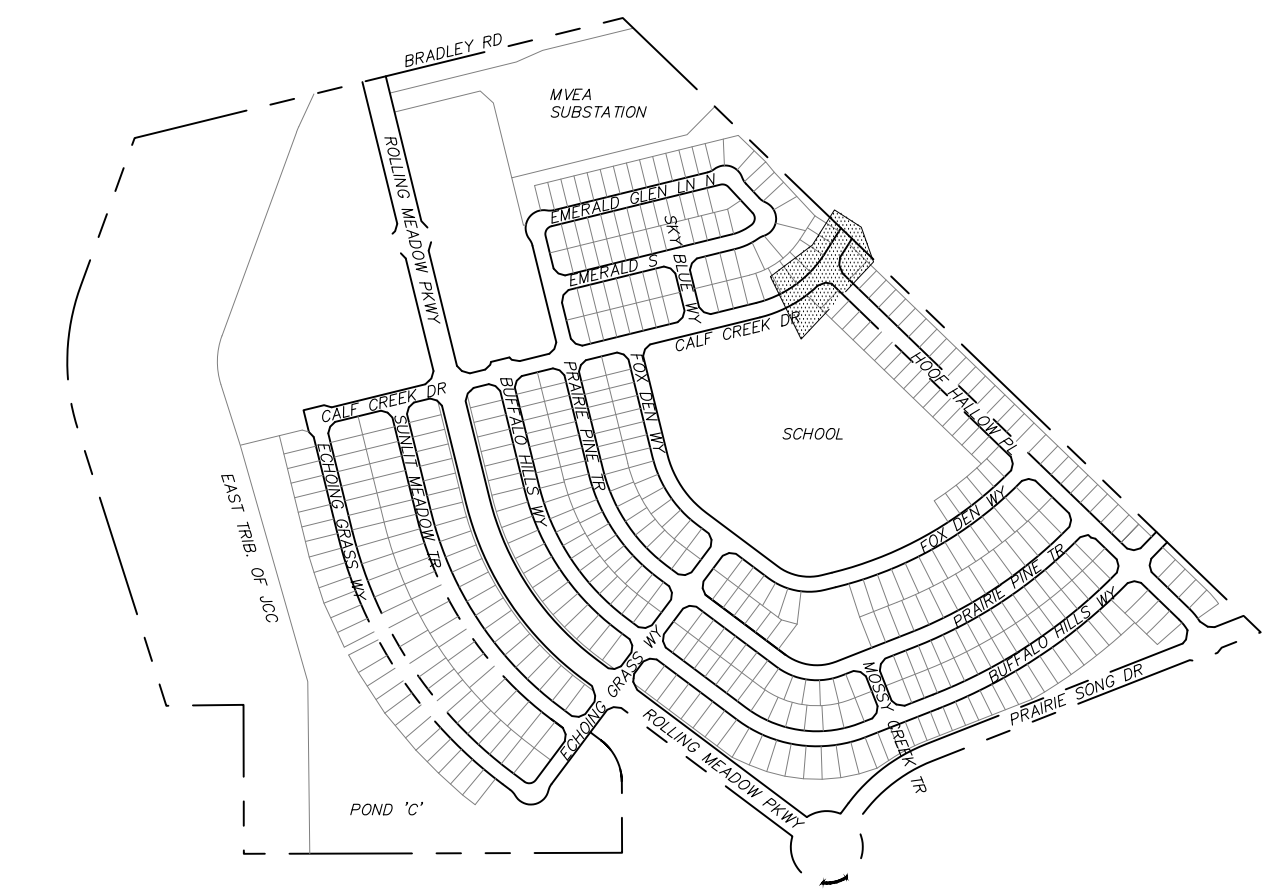 BRADLEY RD
MVEA
SUBSTATION
ROLLING MEADOW PKWY
EMERALD GLEN LN N
SKY BLUE WY
EMERALD S
CALF CREEK DR
CALF CREEK DR
HOOF HALLOW PL
SCHOOL
ECHOING GRASS WY
SUNLIT MEADOW TR
BUFFALO HILLS WY
PRAIRIE PINE TR
FOX DEN WY
EAST TRIB. OF JCC
FOX DEN WY
PRAIRIE PINE TR
BUFFALO HILLS WY
MOSSY CREEK TR
PRAIRIE SONG DR
ECHOING GRASS WY
ROLLING MEADOW PKWY
POND 'C'